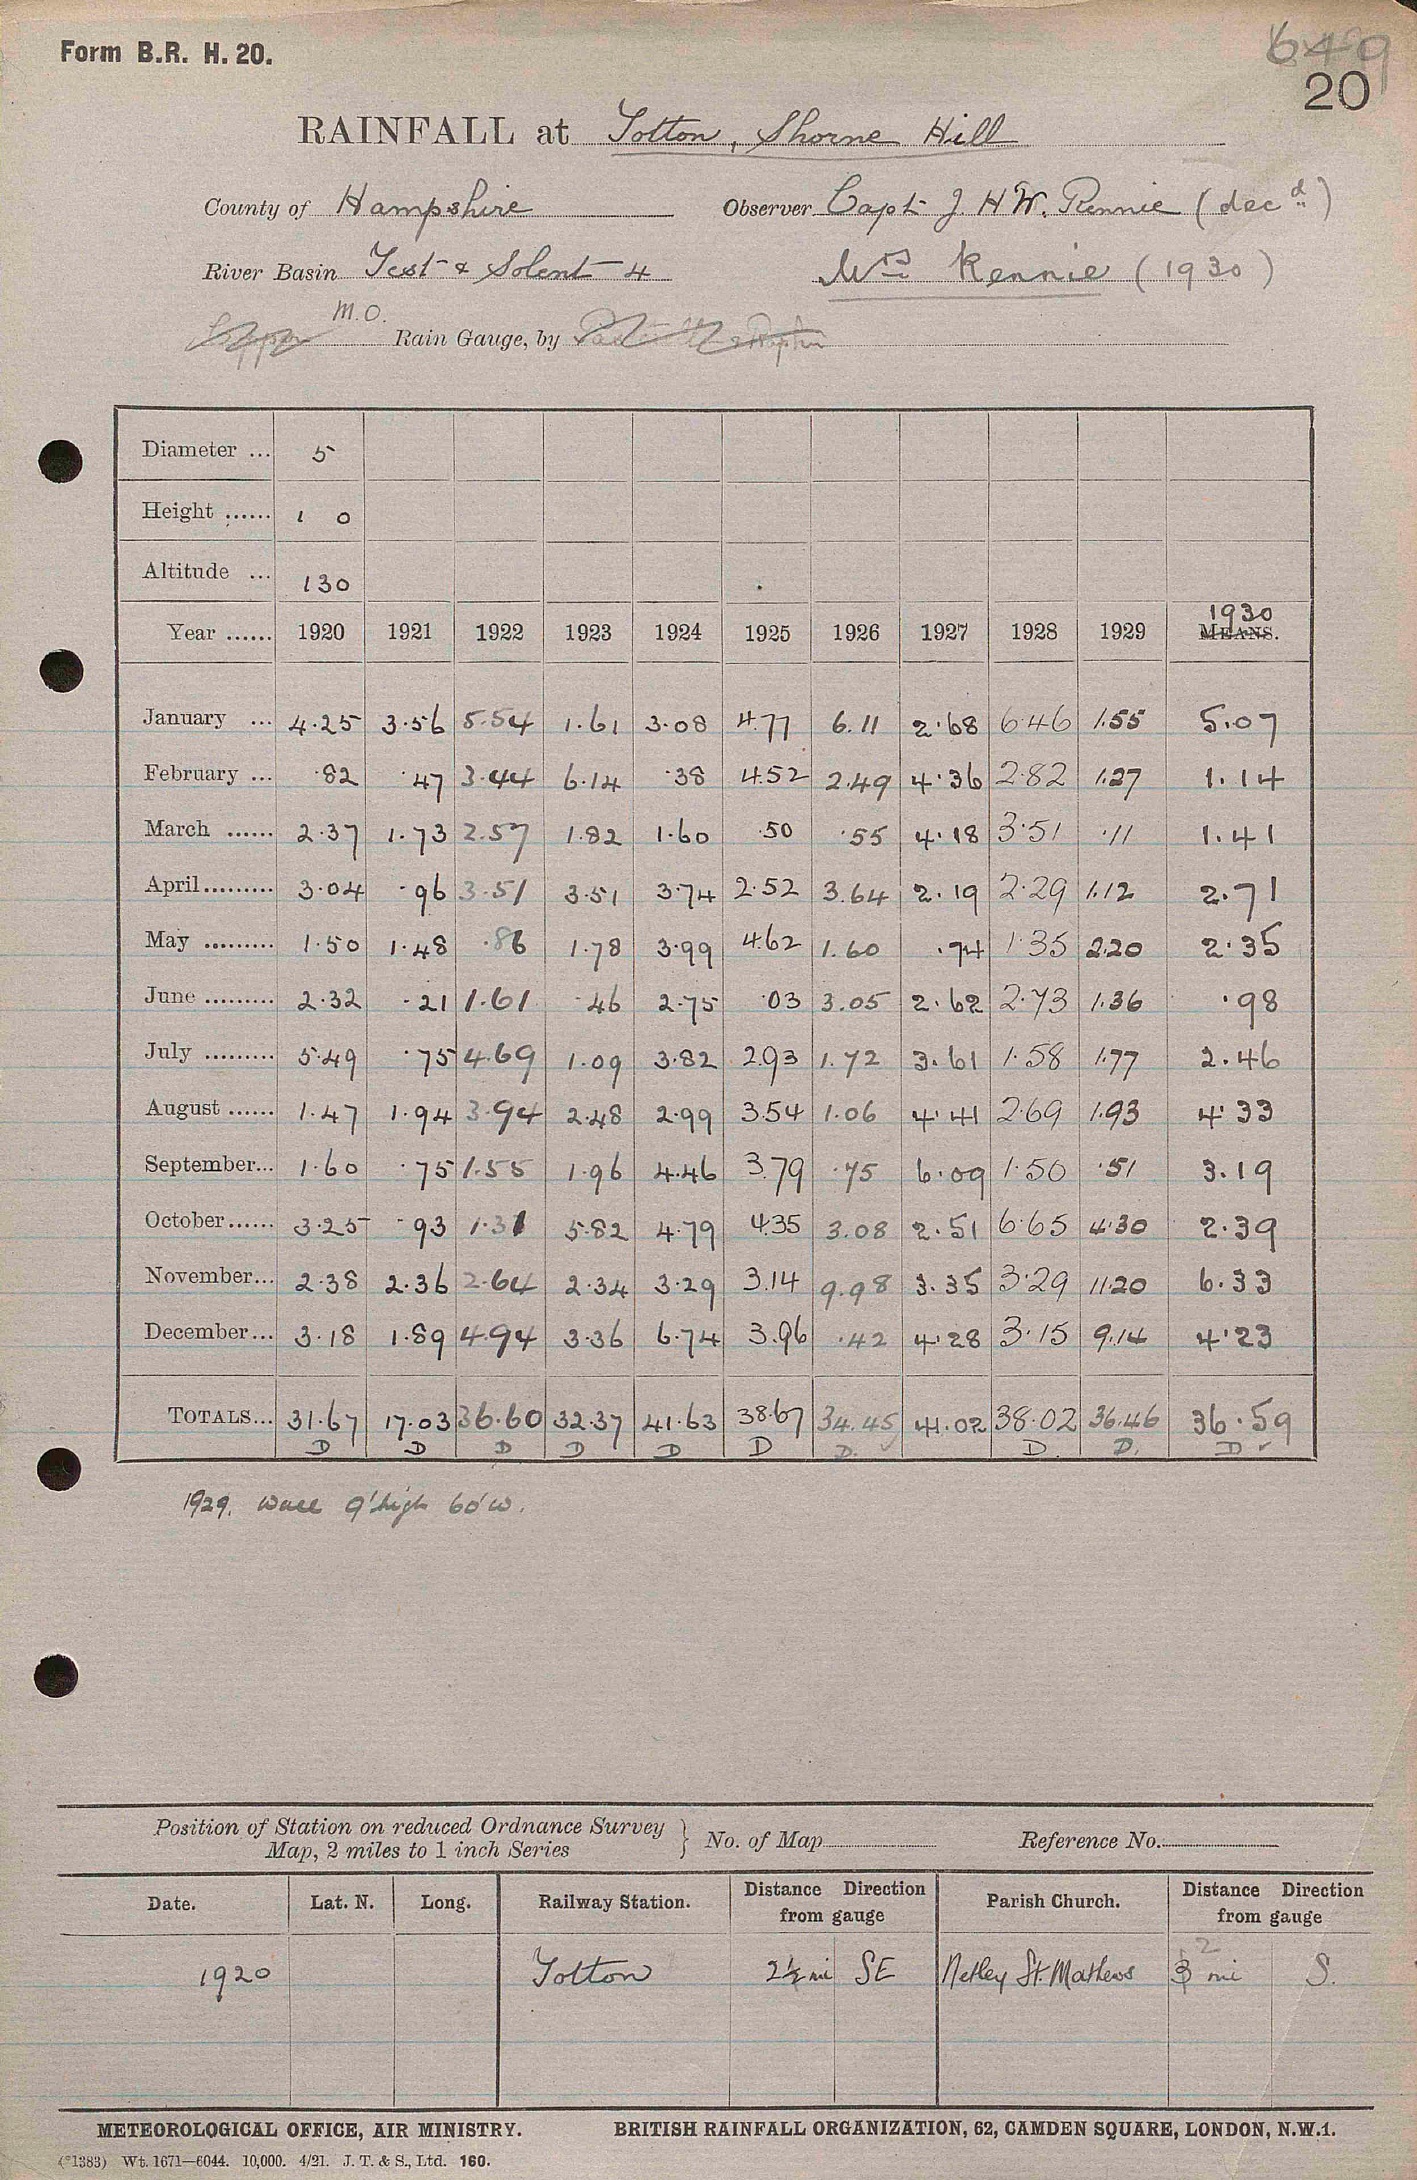 Form B.R. H. 20.
649
20
RAINFALL at Totton, Shorne Hill
County of Hampshire Observer Capt J. H W. Rennie (decd)
River Basin Test & Solent 4 Mrs Rennie (1930)
M.O.
Rain Gauge, by
Diameter ... 5
Height ...... 1 0
Altitude ... 130
1930
Year ...... 1920 1921 1922 1923 1924 1925 1926 1927 1928 1929 MEANS.
January ... 4.25 3.56 5.54 1.61 3.08 4.77 6.11 2.68 6.46 1.55 5.07
February ... .82 .47 3.44 6.14 .38 4.52 2.49 4.36 2.82 1.27 1.14
March ...... 2.37 1.73 2.57 1.82 1.60 .50 .55 4.18 3.51 .11 1.41
April......... 3.04 .96 3.51 3.51 3.74 2.52 3.64 2.19 2.29 1.12 2.71
May ......... 1.50 1.48 .86 1.78 3.99 4.62 1.60 .74 1.35 2.20 2.35
June ......... 2.32 .21 1.61 .46 2.75 .03 3.05 2.62 2.73 1.36 .98
July ......... 5.49 .75 4.69 1.09 3.82 2.93 1.72 3.61 1.58 1.77 2.46
August ...... 1.47 1.94 3.94 2.48 2.99 3.54 1.06 4.41 2.69 1.93 4.33
September... 1.60 .75 1.55 1.96 4.46 3.79 .75 6.09 1.50 .51 3.19
October...... 3.25 .93 1.31 5.82 4.79 4.35 3.08 2.51 6.65 4.30 2.39
November... 2.38 2.36 2.64 2.34 3.29 3.14 9.98 3.35 3.29 11.20 6.33
December... 3.18 1.89 4.94 3.36 6.74 3.96 .42 4.28 3.15 9.14 4.23
TOTALS... 31.67 17.03 36.60 32.37 41.63 38.67 34.45 41.02 38.02 36.46 36.59
D D D D D D D. D. D. D ✓
1929. Wall 9' high 60' W.
Position of Station on reduced Ordnance Survey
Map, 2 miles to 1 inch Series } No. of Map Reference No.
Date. Lat. N. Long. Railway Station. Distance Direction from gauge Parish Church. Distance Direction from gauge
2
1920 Totton 2½ mi SE Netley St. Mathews 3 mi S.
METEOROLOGICAL OFFICE, AIR MINISTRY. BRITISH RAINFALL ORGANIZATION, 62, CAMDEN SQUARE, LONDON, N.W.1.
(*1383) Wt. 1671—6044. 10,000. 4/21. J. T. & S., Ltd. 160.